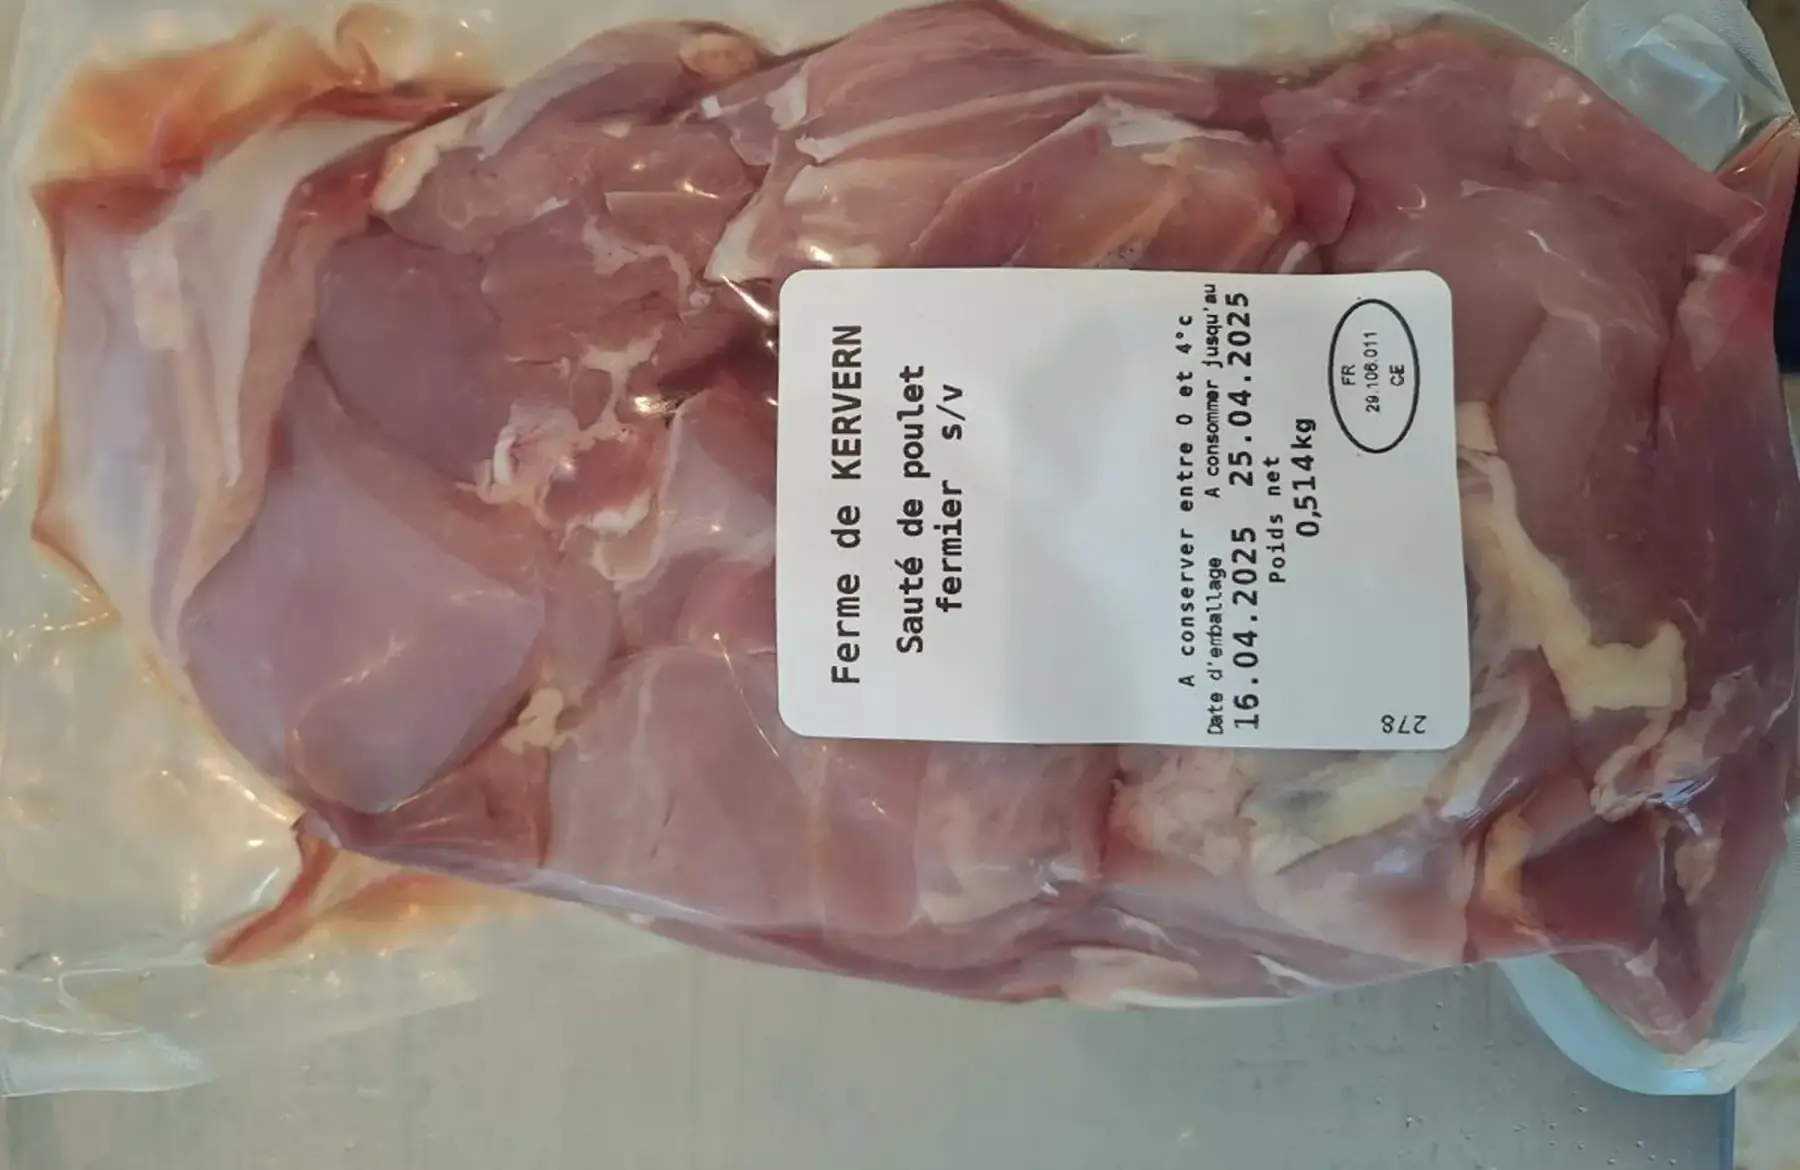 Ferme de KERVERN
Sauté de poulet
fermier s/v
A conserver entre 0 et 4°c
Date d'emballage A consommer jusqu'au
16.04.2025 25.04.2025
Poids net
0,514kg
FR
29.106.011
CE
278